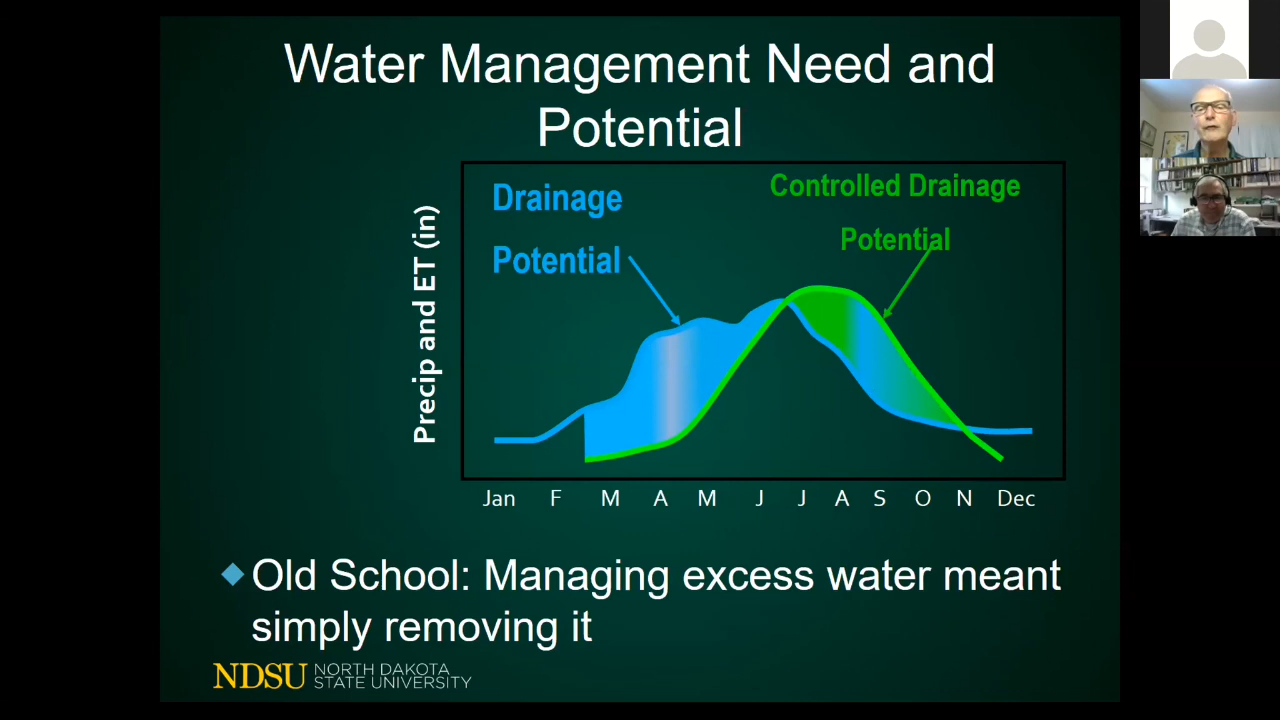 Water Management Need and
Potential
Drainage
Potential
Controlled Drainage
Potential
Precip and ET (in)
Jan F M A M J J A S O N Dec
Old School: Managing excess water meant
simply removing it
NDSU NORTH DAKOTA
STATE UNIVERSITY